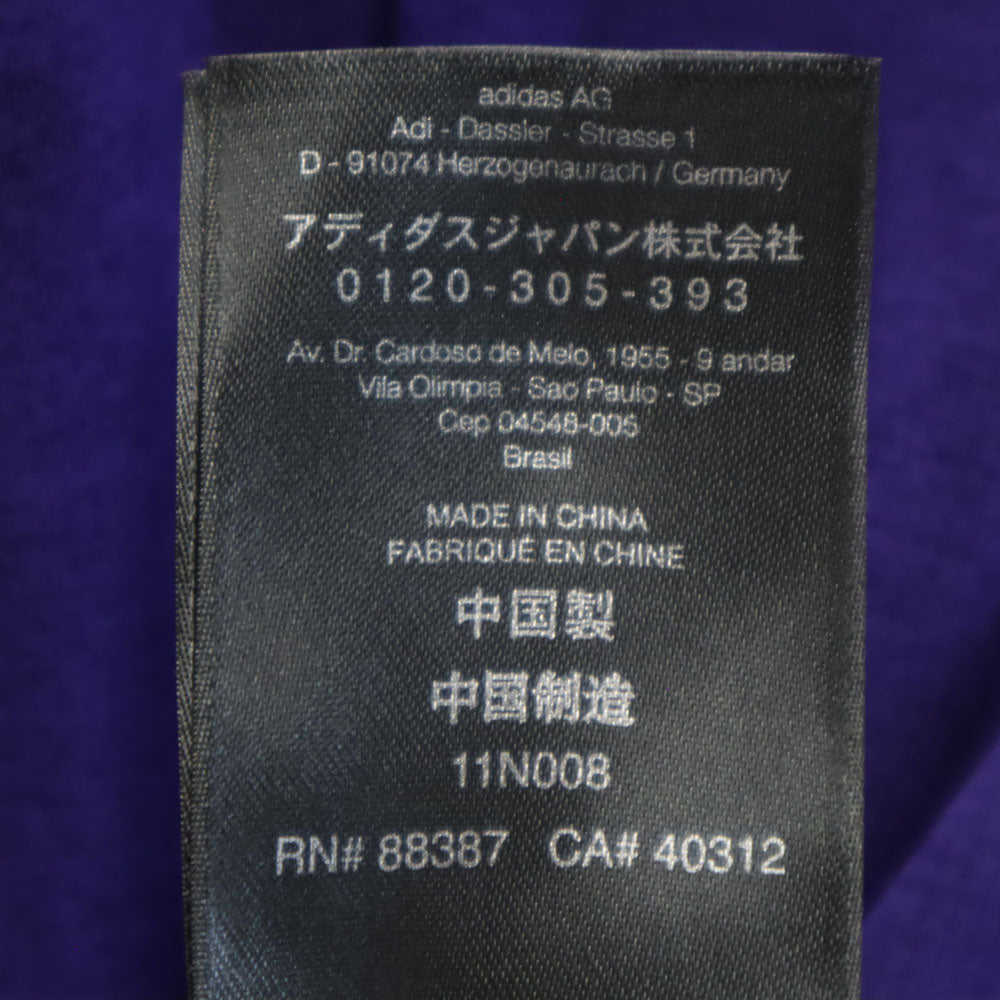 adidas AG
Adi - Dassler - Strasse 1
D - 91074 Herzogenaurach / Germany
アディダスジャパン株式会社
0120-305-393
Av. Dr. Cardoso de Melo, 1955 - 9 andar
Vila Olimpia - Sao Paulo - SP
Cep 04548-005
Brasil
MADE IN CHINA
FABRIQUÉ EN CHINE
中国製
中国制造
11N008
RN# 88387 CA# 40312